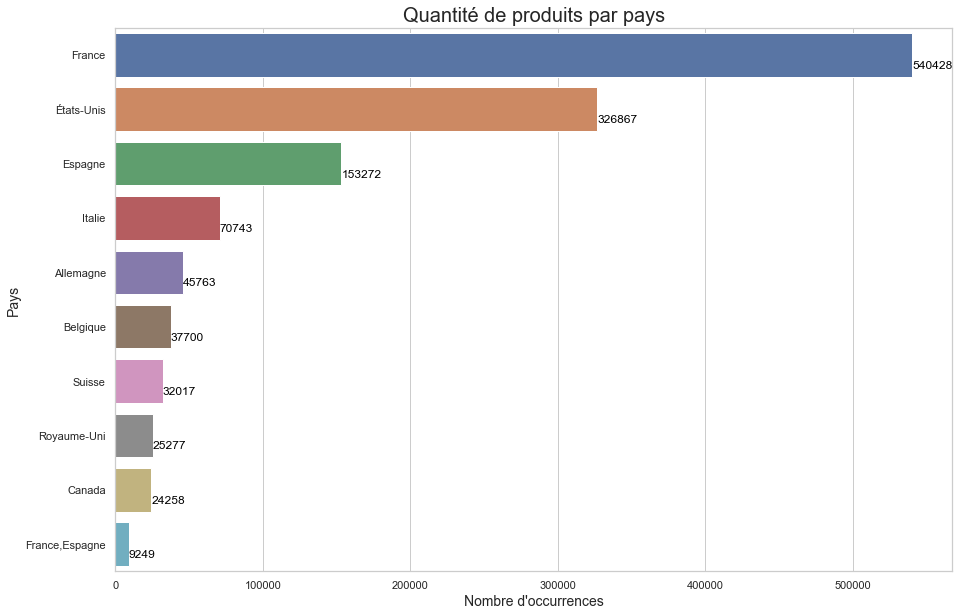 Quantité de produits par pays
France
540428
États-Unis
326867
Espagne
153272
Italie
70743
Allemagne
45763
Belgique
37700
Suisse
32017
Royaume-Uni
25277
Canada
24258
France,Espagne
9249
Pays
0 100000 200000 300000 400000 500000
Nombre d'occurrences